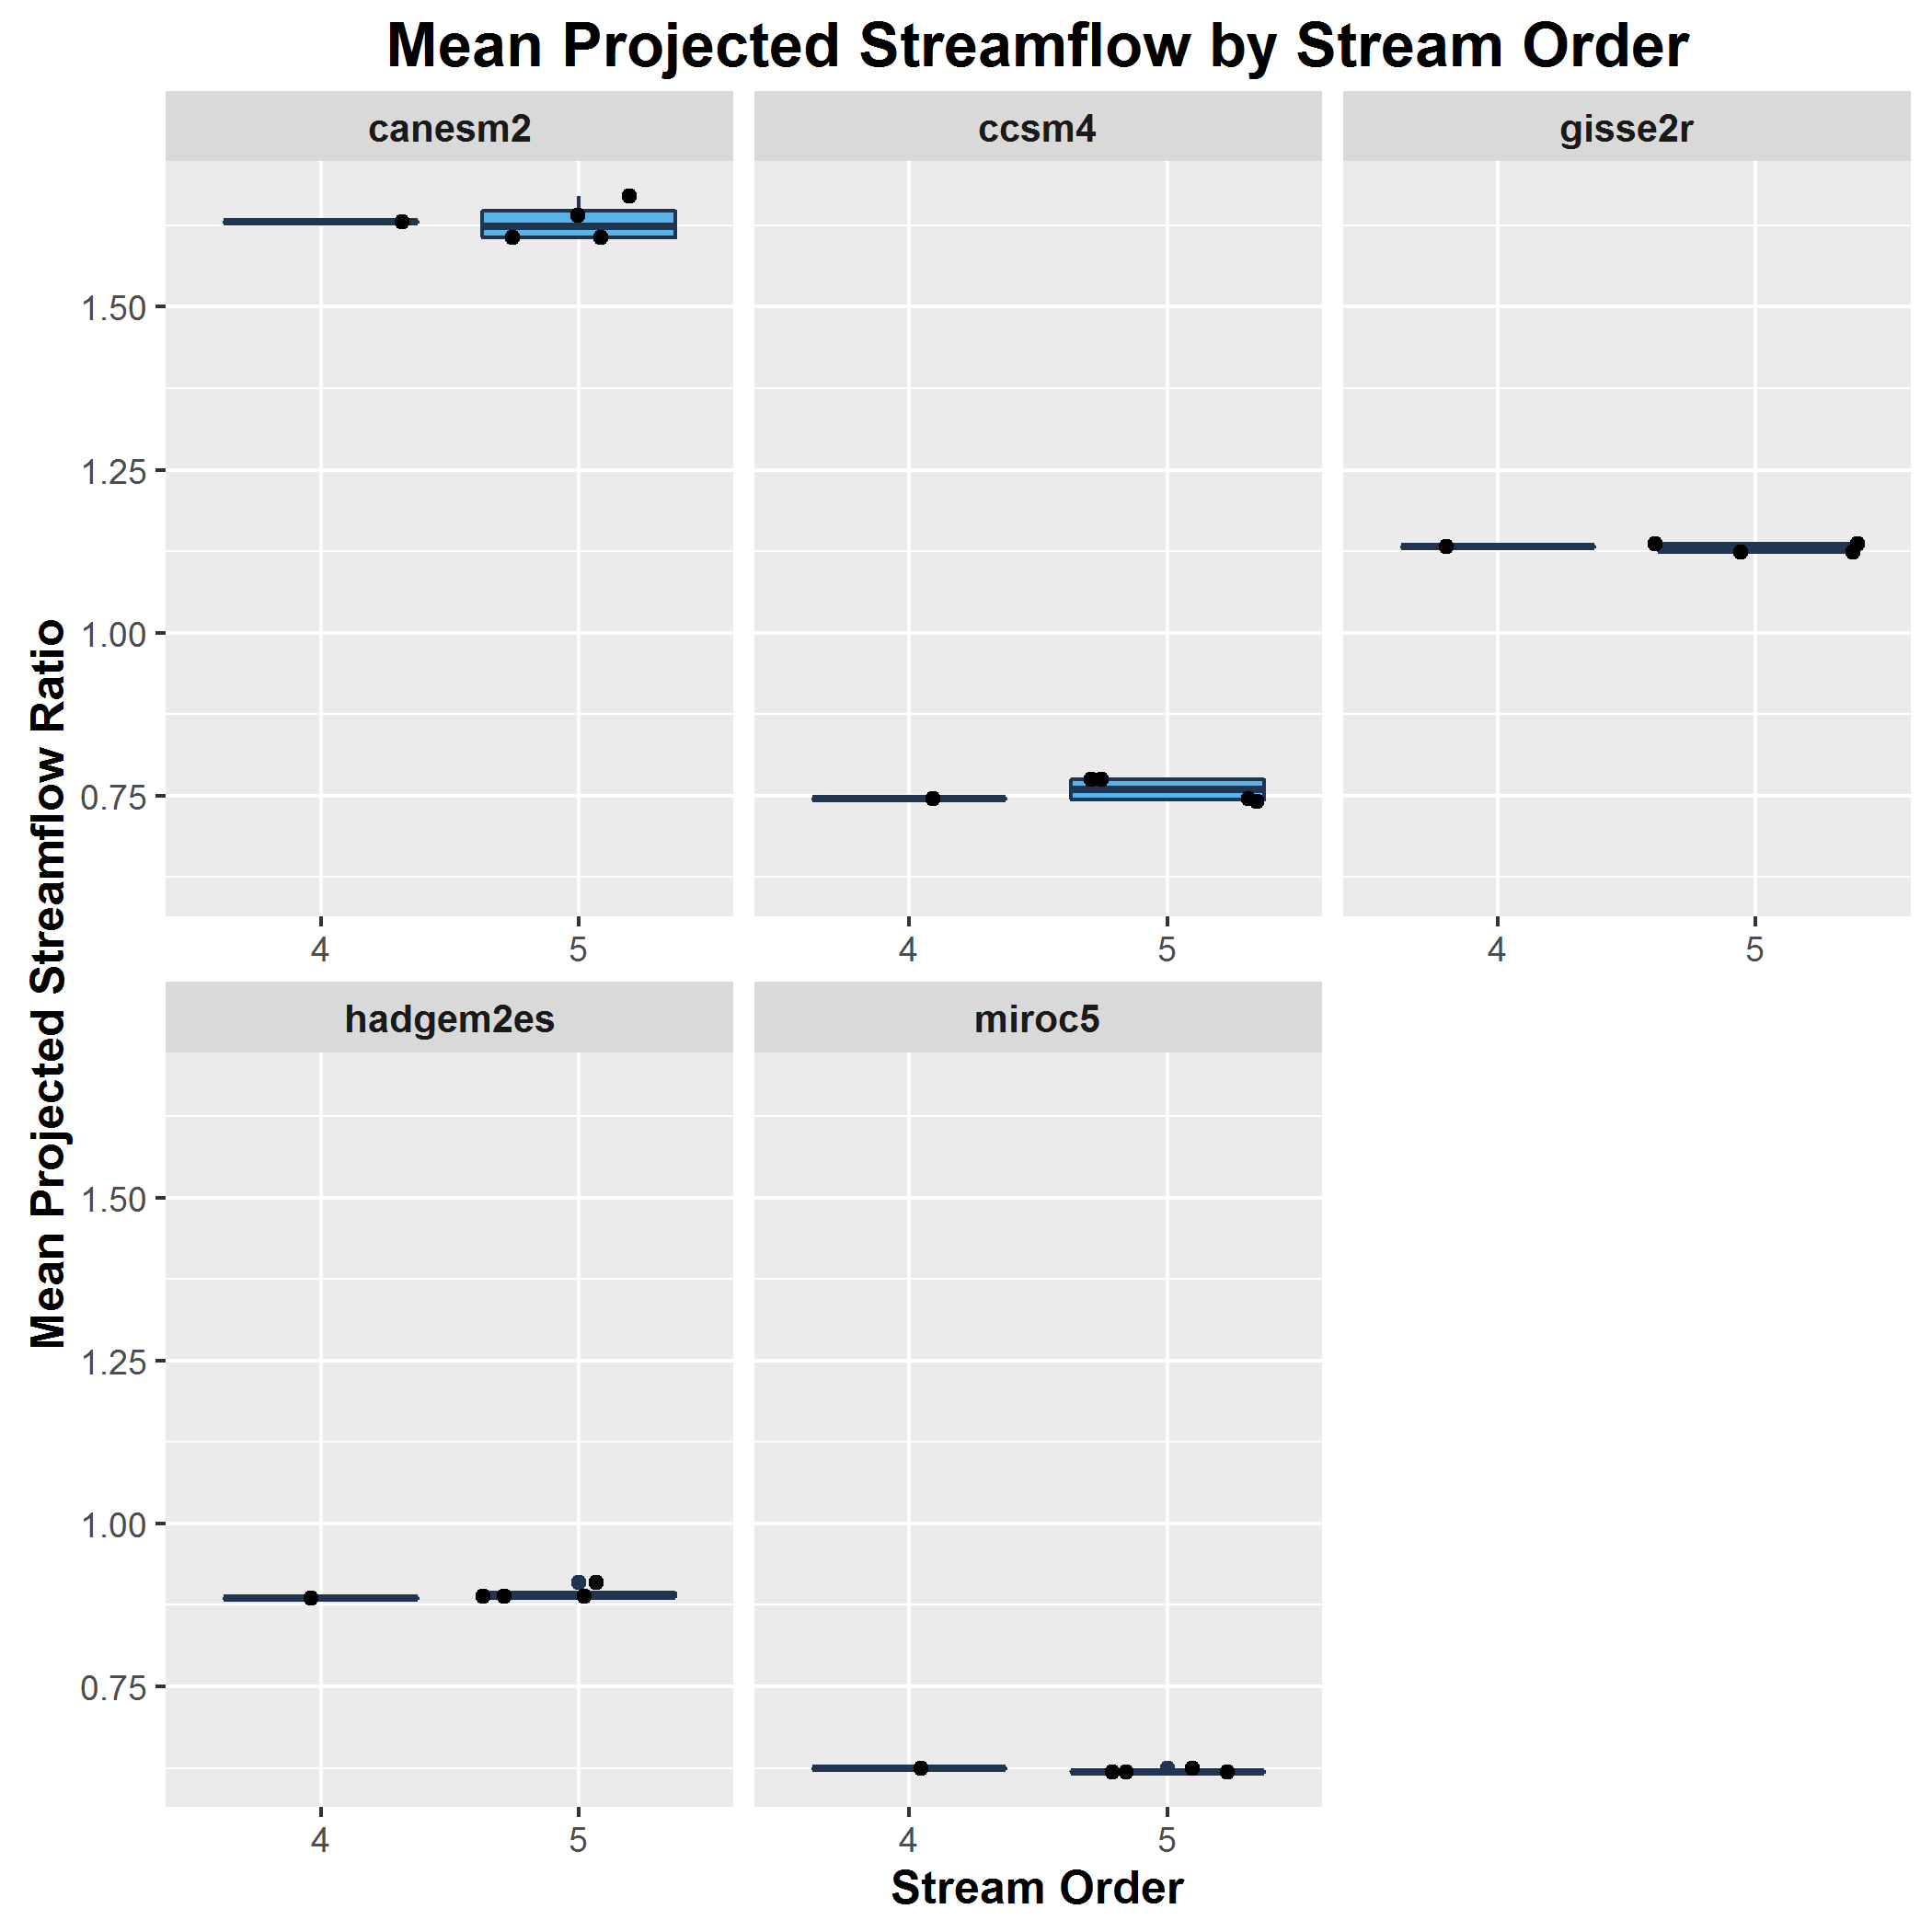 Mean Projected Streamflow by Stream Order
canesm2 ccsm4 gisse2r
1.50
1.25
1.00
0.75
4 5 4 5 4 5
Mean Projected Streamflow Ratio
hadgem2es miroc5
1.50
1.25
1.00
0.75
4 5 4 5
Stream Order